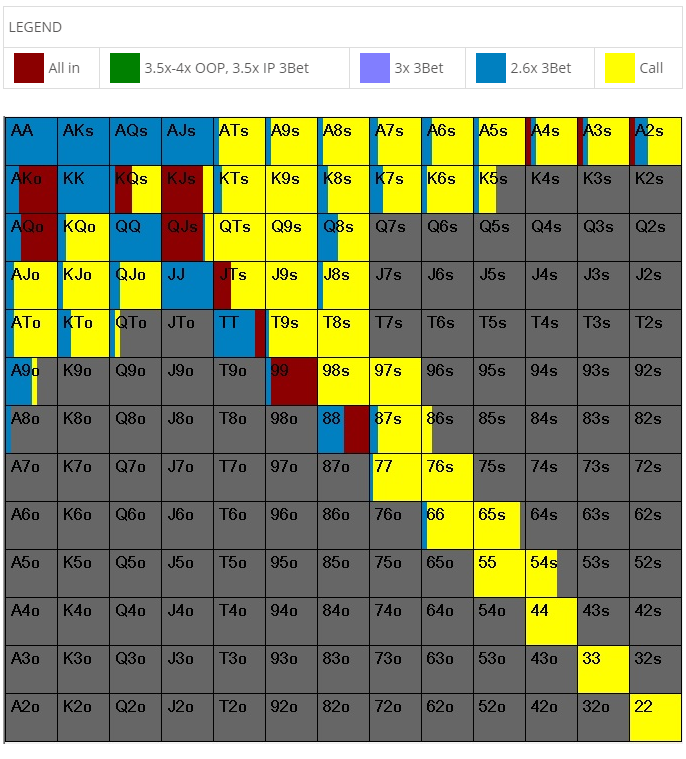 LEGEND
All in 3.5x-4x OOP, 3.5x IP 3Bet 3x 3Bet 2.6x 3Bet Call
AA AKs AQs AJs ATs A9s A8s A7s A6s A5s A4s A3s A2s
AKo KK KQs KJs KTs K9s K8s K7s K6s K5s K4s K3s K2s
AQo KQo QQ QJs QTs Q9s Q8s Q7s Q6s Q5s Q4s Q3s Q2s
AJo KJo QJo JJ JTs J9s J8s J7s J6s J5s J4s J3s J2s
ATo KTo QTo JTo TT T9s T8s T7s T6s T5s T4s T3s T2s
A9o K9o Q9o J9o T9o 99 98s 97s 96s 95s 94s 93s 92s
A8o K8o Q8o J8o T8o 98o 88 87s 86s 85s 84s 83s 82s
A7o K7o Q7o J7o T7o 97o 87o 77 76s 75s 74s 73s 72s
A6o K6o Q6o J6o T6o 96o 86o 76o 66 65s 64s 63s 62s
A5o K5o Q5o J5o T5o 95o 85o 75o 65o 55 54s 53s 52s
A4o K4o Q4o J4o T4o 94o 84o 74o 64o 54o 44 43s 42s
A3o K3o Q3o J3o T3o 93o 83o 73o 63o 53o 43o 33 32s
A2o K2o Q2o J2o T2o 92o 82o 72o 62o 52o 42o 32o 22